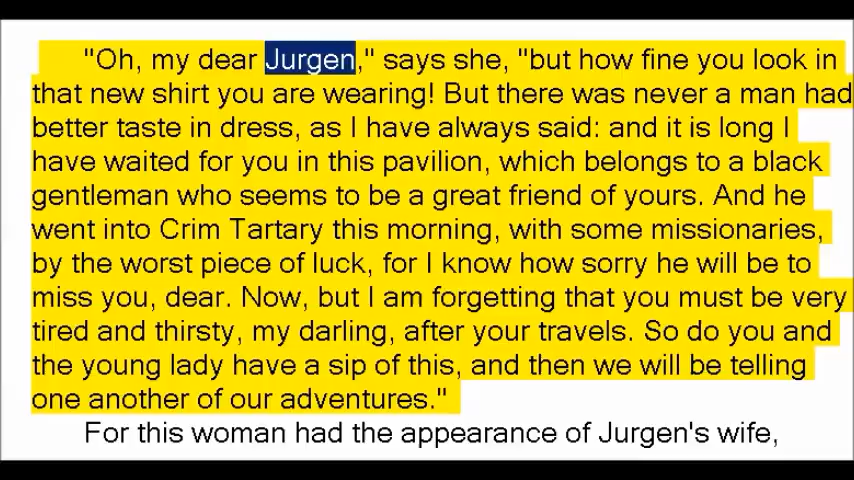 "Oh, my dear Jurgen," says she, "but how fine you look in
that new shirt you are wearing! But there was never a man had
better taste in dress, as I have always said: and it is long I
have waited for you in this pavilion, which belongs to a black
gentleman who seems to be a great friend of yours. And he
went into Crim Tartary this morning, with some missionaries,
by the worst piece of luck, for I know how sorry he will be to
miss you, dear. Now, but I am forgetting that you must be very
tired and thirsty, my darling, after your travels. So do you and
the young lady have a sip of this, and then we will be telling
one another of our adventures."
For this woman had the appearance of Jurgen's wife,